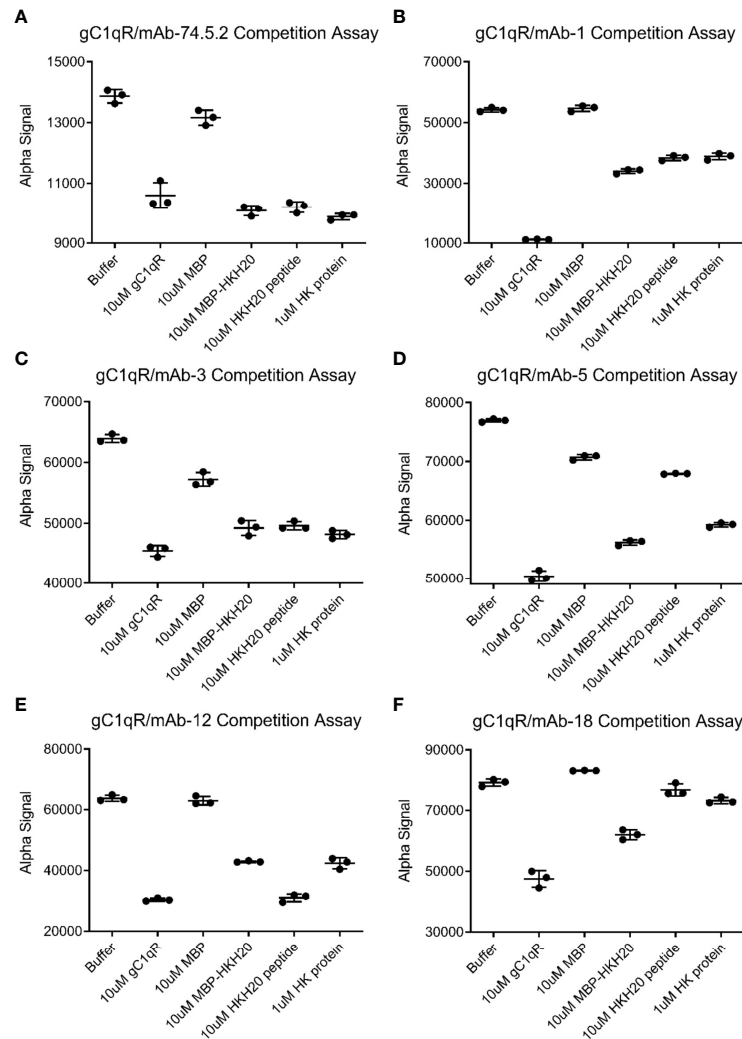 A
gC1qR/mAb-74.5.2 Competition Assay
15000
13000
11000
9000
Alpha Signal
Buffer
10uM gC1qR
10uM MBP
10uM MBP-HKH20
10uM HKH20 peptide
1uM HK protein
B
gC1qR/mAb-1 Competition Assay
70000
50000
30000
10000
Alpha Signal
Buffer
10uM gC1qR
10uM MBP
10uM MBP-HKH20
10uM HKH20 peptide
1uM HK protein
C
gC1qR/mAb-3 Competition Assay
70000
60000
50000
40000
Alpha Signal
Buffer
10uM gC1qR
10uM MBP
10uM MBP-HKH20
10uM HKH20 peptide
1uM HK protein
D
gC1qR/mAb-5 Competition Assay
80000
70000
60000
50000
Alpha Signal
Buffer
10uM gC1qR
10uM MBP
10uM MBP-HKH20
10uM HKH20 peptide
1uM HK protein
E
gC1qR/mAb-12 Competition Assay
80000
60000
40000
20000
Alpha Signal
Buffer
10uM gC1qR
10uM MBP
10uM MBP-HKH20
10uM HKH20 peptide
1uM HK protein
F
gC1qR/mAb-18 Competition Assay
90000
70000
50000
30000
Alpha Signal
Buffer
10uM gC1qR
10uM MBP
10uM MBP-HKH20
10uM HKH20 peptide
1uM HK protein